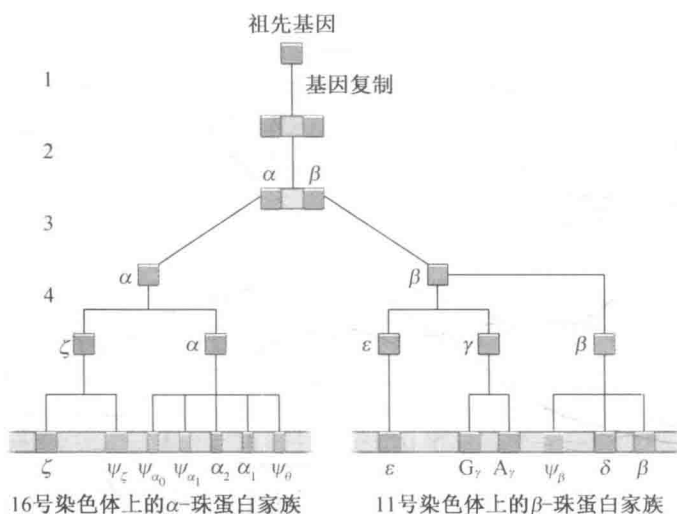 祖先基因
1
基因复制
2
α β
3
α β
4
ζ α ε γ β
ζ ψζ ψα0 ψα1 α2 α1 ψθ ε Gγ Aγ ψβ δ β
16号染色体上的α-珠蛋白家族 11号染色体上的β-珠蛋白家族